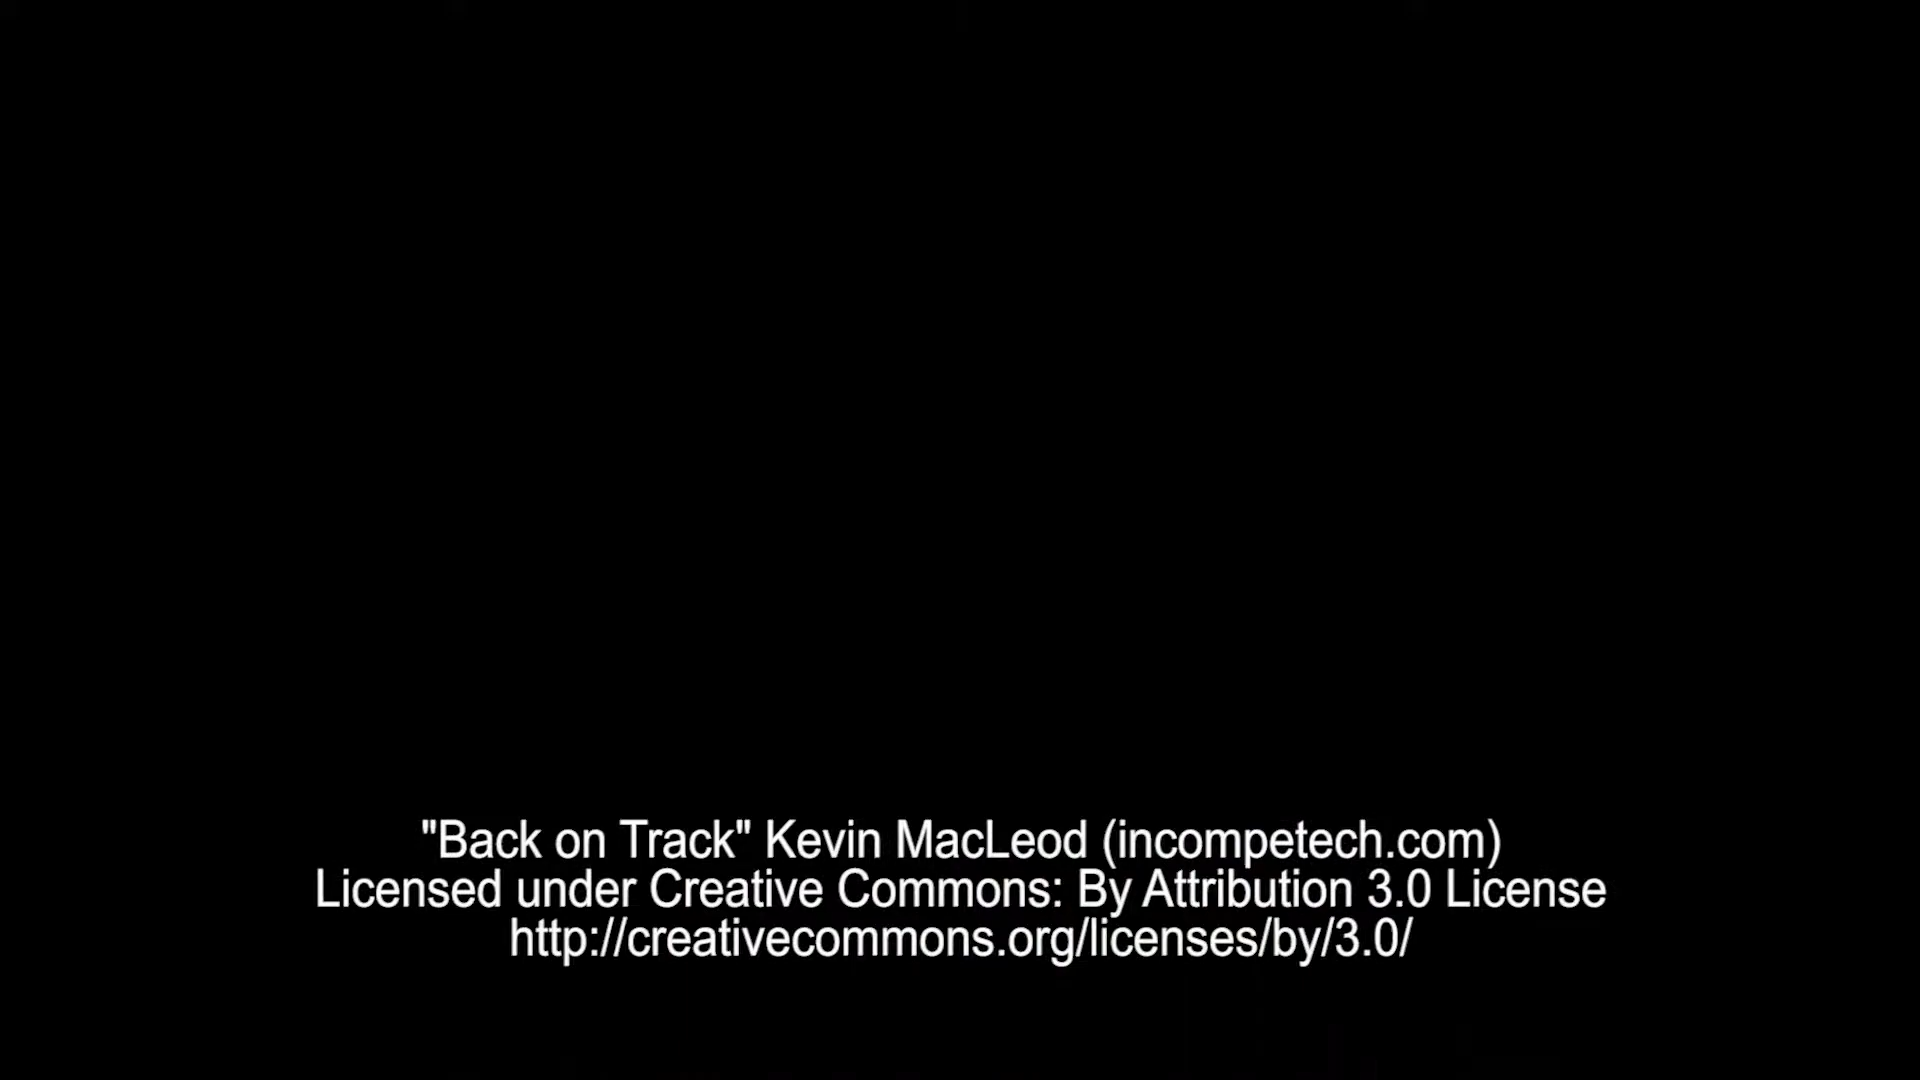 "Back on Track" Kevin MacLeod (incompetech.com)
Licensed under Creative Commons: By Attribution 3.0 License
http://creativecommons.org/licenses/by/3.0/